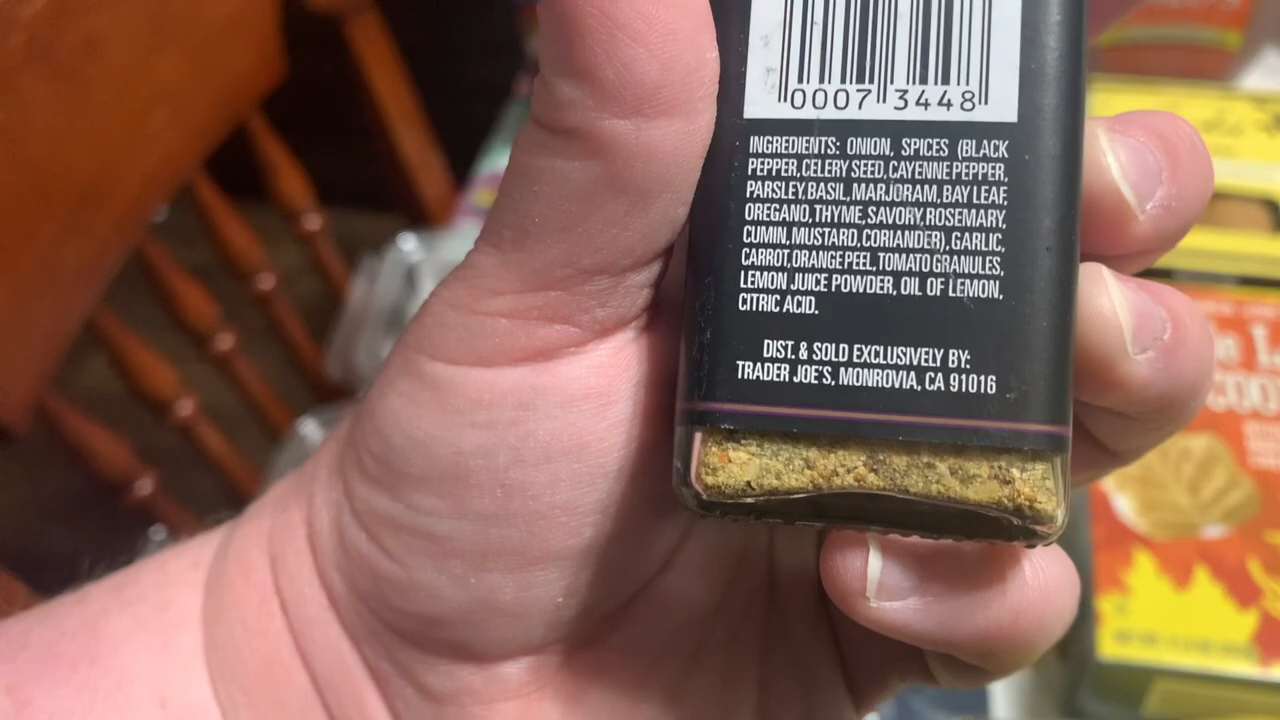 0007 3448
INGREDIENTS: ONION, SPICES (BLACK
PEPPER, CELERY SEED, CAYENNE PEPPER,
PARSLEY, BASIL, MARJORAM, BAY LEAF,
OREGANO, THYME, SAVORY, ROSEMARY,
CUMIN, MUSTARD, CORIANDER), GARLIC,
CARROT, ORANGE PEEL, TOMATO GRANULES,
LEMON JUICE POWDER, OIL OF LEMON,
CITRIC ACID.
DIST. & SOLD EXCLUSIVELY BY:
TRADER JOE'S, MONROVIA, CA 91016